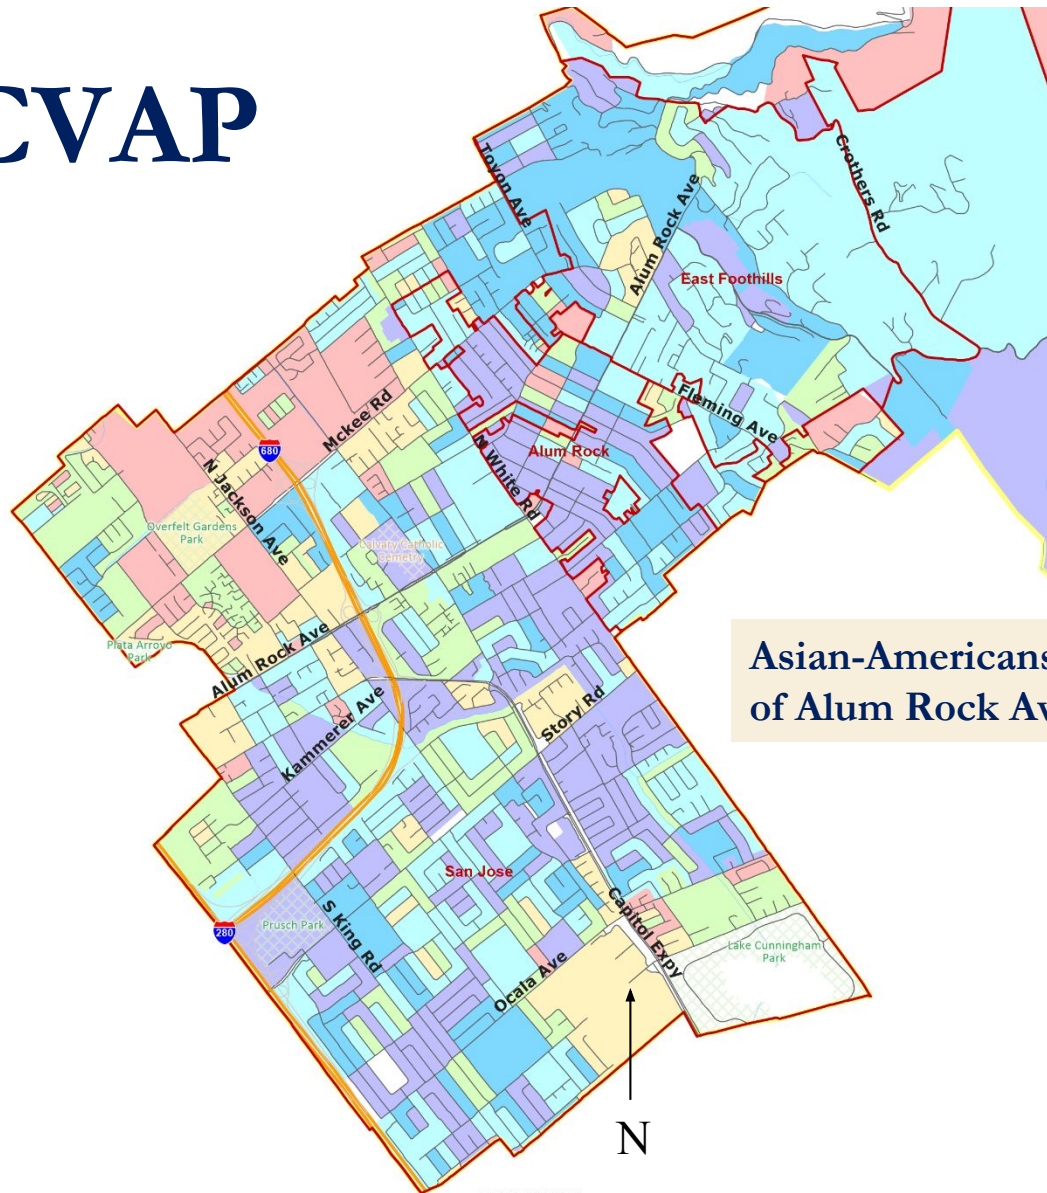 CVAP
Toyon Ave
Crothers Rd
Alum Rock Ave
East Foothills
Mckee Rd
Fleming Ave
680
N Jackson Ave
N White Rd
Alum Rock
Overfelt Gardens
Park
Calvary Catholic
Cemetry
Plata Arroyo
Park
Alum Rock Ave
Asian-Americans
of Alum Rock Av
Kammerer Ave
Story Rd
San Jose
280
Prusch Park
S King Rd
Capitol Expy
Lake Cunningham
Park
Ocala Ave
N